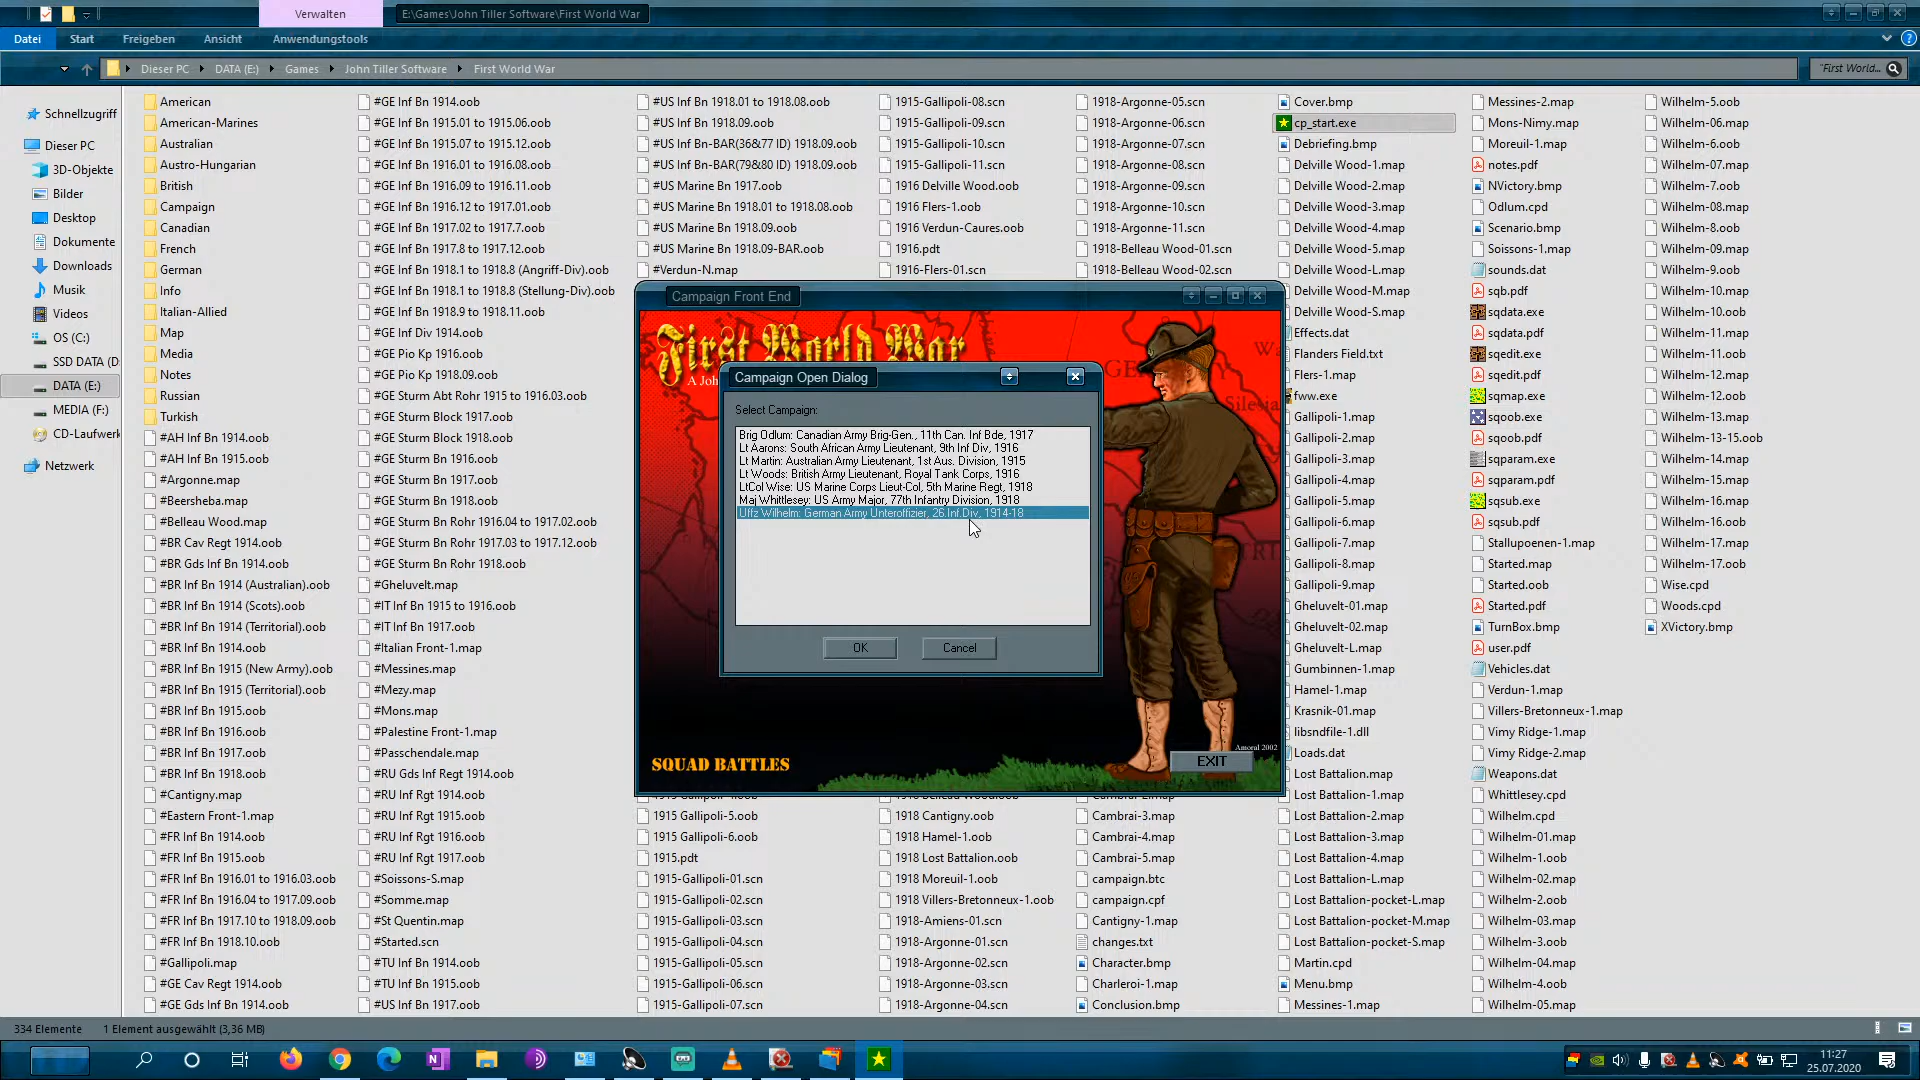 Verwalten
E:\Games\John Tiller Software\First World War
Datei
Start
Freigeben
Ansicht
Anwendungstools
Dieser PC
DATA (E:)
Games
John Tiller Software
First World War
"First World...
Schnellzugriff
Dieser PC
3D-Objekte
Bilder
Desktop
Dokumente
Downloads
Musik
Videos
OS (C:)
SSD DATA (D:
DATA (E:)
MEDIA (F:)
CD-Laufwerk
Netzwerk
American
American-Marines
Australian
Austro-Hungarian
British
Campaign
Canadian
French
German
Info
Italian-Allied
Map
Media
Notes
Russian
Turkish
#AH Inf Bn 1914.oob
#AH Inf Bn 1915.oob
#Argonne.map
#Beersheba.map
#Belleau Wood.map
#BR Cav Regt 1914.oob
#BR Gds Inf Bn 1914.oob
#BR Inf Bn 1914 (Australian).oob
#BR Inf Bn 1914 (Scots).oob
#BR Inf Bn 1914 (Territorial).oob
#BR Inf Bn 1914.oob
#BR Inf Bn 1915 (New Army).oob
#BR Inf Bn 1915 (Territorial).oob
#BR Inf Bn 1915.oob
#BR Inf Bn 1916.oob
#BR Inf Bn 1917.oob
#BR Inf Bn 1918.oob
#Cantigny.map
#Eastern Front-1.map
#FR Inf Bn 1914.oob
#FR Inf Bn 1915.oob
#FR Inf Bn 1916.01 to 1916.03.oob
#FR Inf Bn 1916.04 to 1917.09.oob
#FR Inf Bn 1917.10 to 1918.09.oob
#FR Inf Bn 1918.10.oob
#Gallipoli.map
#GE Cav Regt 1914.oob
#GE Gds Inf Bn 1914.oob
#GE Inf Bn 1914.oob
#GE Inf Bn 1915.01 to 1915.06.oob
#GE Inf Bn 1915.07 to 1915.12.oob
#GE Inf Bn 1916.01 to 1916.08.oob
#GE Inf Bn 1916.09 to 1916.11.oob
#GE Inf Bn 1916.12 to 1917.01.oob
#GE Inf Bn 1917.02 to 1917.7.oob
#GE Inf Bn 1917.8 to 1917.12.oob
#GE Inf Bn 1918.1 to 1918.8 (Angriff-Div).oob
#GE Inf Bn 1918.1 to 1918.8 (Stellung-Div).oob
#GE Inf Bn 1918.9 to 1918.11.oob
#GE Inf Div 1914.oob
#GE Pio Kp 1916.oob
#GE Pio Kp 1918.09.oob
#GE Sturm Abt Rohr 1915 to 1916.03.oob
#GE Sturm Block 1917.oob
#GE Sturm Block 1918.oob
#GE Sturm Bn 1916.oob
#GE Sturm Bn 1917.oob
#GE Sturm Bn 1918.oob
#GE Sturm Bn Rohr 1916.04 to 1917.02.oob
#GE Sturm Bn Rohr 1917.03 to 1917.12.oob
#GE Sturm Bn Rohr 1918.oob
#Gheluvelt.map
#IT Inf Bn 1915 to 1916.oob
#IT Inf Bn 1917.oob
#Italian Front-1.map
#Messines.map
#Mezy.map
#Mons.map
#Palestine Front-1.map
#Passchendale.map
#RU Gds Inf Regt 1914.oob
#RU Inf Rgt 1914.oob
#RU Inf Rgt 1915.oob
#RU Inf Rgt 1916.oob
#RU Inf Rgt 1917.oob
#Soissons-S.map
#Somme.map
#St Quentin.map
#Started.scn
#TU Inf Bn 1914.oob
#TU Inf Bn 1915.oob
#US Inf Bn 1917.oob
#US Inf Bn 1918.01 to 1918.08.oob
#US Inf Bn 1918.09.oob
#US Inf Bn-BAR(36&77 ID) 1918.09.oob
#US Inf Bn-BAR(79&80 ID) 1918.09.oob
#US Marine Bn 1917.oob
#US Marine Bn 1918.01 to 1918.08.oob
#US Marine Bn 1918.09.oob
#US Marine Bn 1918.09-BAR.oob
#Verdun-N.map
1915 Gallipoli-4.oob
1915 Gallipoli-5.oob
1915 Gallipoli-6.oob
1915.pdt
1915-Gallipoli-01.scn
1915-Gallipoli-02.scn
1915-Gallipoli-03.scn
1915-Gallipoli-04.scn
1915-Gallipoli-05.scn
1915-Gallipoli-06.scn
1915-Gallipoli-07.scn
1915-Gallipoli-08.scn
1915-Gallipoli-09.scn
1915-Gallipoli-10.scn
1915-Gallipoli-11.scn
1916 Delville Wood.oob
1916 Flers-1.oob
1916 Verdun-Caures.oob
1916.pdt
1916-Flers-01.scn
1918 Belleau Wood.oob
1918 Cantigny.oob
1918 Hamel-1.oob
1918 Lost Battalion.oob
1918 Moreuil-1.oob
1918 Villers-Bretonneux-1.oob
1918-Amiens-01.scn
1918-Argonne-01.scn
1918-Argonne-02.scn
1918-Argonne-03.scn
1918-Argonne-04.scn
1918-Argonne-05.scn
1918-Argonne-06.scn
1918-Argonne-07.scn
1918-Argonne-08.scn
1918-Argonne-09.scn
1918-Argonne-10.scn
1918-Argonne-11.scn
1918-Belleau Wood-01.scn
1918-Belleau Wood-02.scn
Cambrai-2.map
Cambrai-3.map
Cambrai-4.map
Cambrai-5.map
campaign.btc
campaign.cpf
Cantigny-1.map
changes.txt
Character.bmp
Charleroi-1.map
Conclusion.bmp
Cover.bmp
cp_start.exe
Debriefing.bmp
Delville Wood-1.map
Delville Wood-2.map
Delville Wood-3.map
Delville Wood-4.map
Delville Wood-5.map
Delville Wood-L.map
Delville Wood-M.map
Delville Wood-S.map
Effects.dat
Flanders Field.txt
Flers-1.map
fww.exe
Gallipoli-1.map
Gallipoli-2.map
Gallipoli-3.map
Gallipoli-4.map
Gallipoli-5.map
Gallipoli-6.map
Gallipoli-7.map
Gallipoli-8.map
Gallipoli-9.map
Gheluvelt-01.map
Gheluvelt-02.map
Gheluvelt-L.map
Gumbinnen-1.map
Hamel-1.map
Krasnik-01.map
libsndfile-1.dll
Loads.dat
Lost Battalion.map
Lost Battalion-1.map
Lost Battalion-2.map
Lost Battalion-3.map
Lost Battalion-4.map
Lost Battalion-L.map
Lost Battalion-pocket-L.map
Lost Battalion-pocket-M.map
Lost Battalion-pocket-S.map
Martin.cpd
Menu.bmp
Messines-1.map
Messines-2.map
Mons-Nimy.map
Moreuil-1.map
notes.pdf
NVictory.bmp
Odlum.cpd
Scenario.bmp
Soissons-1.map
sounds.dat
sqb.pdf
sqdata.exe
sqdata.pdf
sqedit.exe
sqedit.pdf
sqmap.exe
sqoob.exe
sqoob.pdf
sqparam.exe
sqparam.pdf
sqsub.exe
sqsub.pdf
Stallupoenen-1.map
Started.map
Started.oob
Started.pdf
TurnBox.bmp
user.pdf
Vehicles.dat
Verdun-1.map
Villers-Bretonneux-1.map
Vimy Ridge-1.map
Vimy Ridge-2.map
Weapons.dat
Whittlesey.cpd
Wilhelm.cpd
Wilhelm-01.map
Wilhelm-1.oob
Wilhelm-02.map
Wilhelm-2.oob
Wilhelm-03.map
Wilhelm-3.oob
Wilhelm-04.map
Wilhelm-4.oob
Wilhelm-05.map
Wilhelm-5.oob
Wilhelm-06.map
Wilhelm-6.oob
Wilhelm-07.map
Wilhelm-7.oob
Wilhelm-08.map
Wilhelm-8.oob
Wilhelm-09.map
Wilhelm-9.oob
Wilhelm-10.map
Wilhelm-10.oob
Wilhelm-11.map
Wilhelm-11.oob
Wilhelm-12.map
Wilhelm-12.oob
Wilhelm-13.map
Wilhelm-13-15.oob
Wilhelm-14.map
Wilhelm-15.map
Wilhelm-16.map
Wilhelm-16.oob
Wilhelm-17.map
Wilhelm-17.oob
Wise.cpd
Woods.cpd
XVictory.bmp
Campaign Front End
First World War
A Joh
GE
Wa
Silesia
Campaign Open Dialog
Select Campaign:
Brig Odlum: Canadian Army Brig-Gen., 11th Can. Inf Bde, 1917
Lt Aarons: South African Army Lieutenant, 9th Inf Div, 1916
Lt Martin: Australian Army Lieutenant, 1st Aus. Division, 1915
Lt Woods: British Army Lieutenant, Royal Tank Corps, 1916
LtCol Wise: US Marine Corps Lieut-Col, 5th Marine Regt, 1918
Maj Whittlesey: US Army Major, 77th Infantry Division, 1918
Uffz Wilhelm: German Army Unteroffizier, 26.Inf.Div, 1914-18
OK
Cancel
SQUAD BATTLES
Amoral 2002
EXIT
334 Elemente
1 Element ausgewählt (3,36 MB)
11:27
25.07.2020